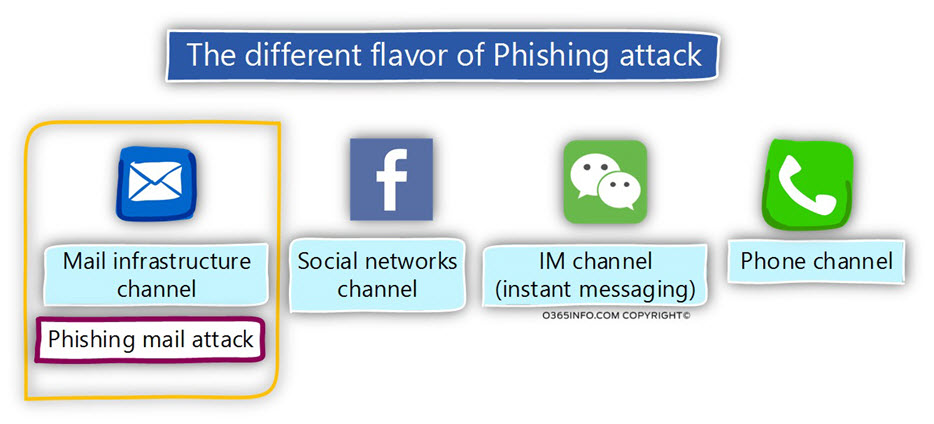 The different flavor of Phishing attack
f
Mail infrastructure
channel
Social networks
channel
IM channel
(instant messaging)
Phone channel
O365INFO.COM COPYRIGHT©
Phishing mail attack